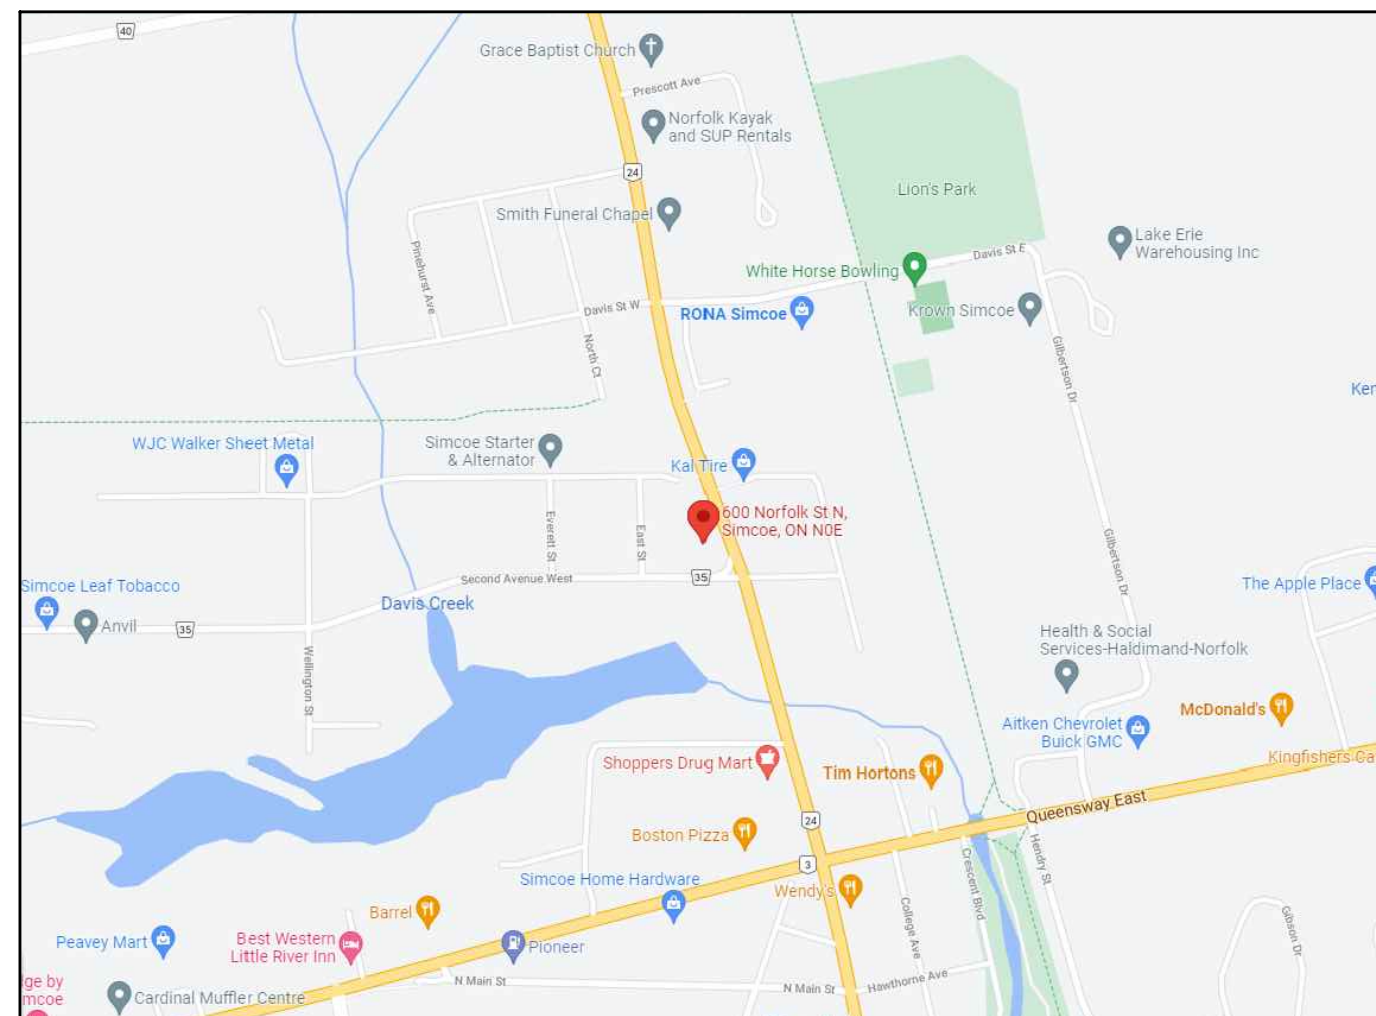 40
Grace Baptist Church
Prescott Ave
Norfolk Kayak
and SUP Rentals
24
Lion's Park
Smith Funeral Chapel
Pinehurst Ave
Lake Erie
Warehousing Inc
Davis St E
White Horse Bowling
Davis St W
RONA Simcoe
Krown Simcoe
North Ct
Gilbertson Dr
Ken
WJC Walker Sheet Metal
Simcoe Starter
& Alternator
Kal Tire
600 Norfolk St N,
Simcoe, ON N0E
Everett St
East St
Gilbertson Dr
Second Avenue West
35
Simcoe Leaf Tobacco
The Apple Place
Davis Creek
Anvil
35
Health & Social
Services-Haldimand-Norfolk
Wellington St
McDonald's
Aitken Chevrolet
Buick GMC
Kingfishers Ca
Shoppers Drug Mart
Tim Hortons
Queensway East
24
Boston Pizza
3
Hendry St
Crescent Blvd
Simcoe Home Hardware
Wendy's
Barrel
College Ave
Gibson Dr
Peavey Mart
Best Western
Little River Inn
Pioneer
N Main St
N Main St
Hawthorne Ave
lge by
mcoe
Cardinal Muffler Centre